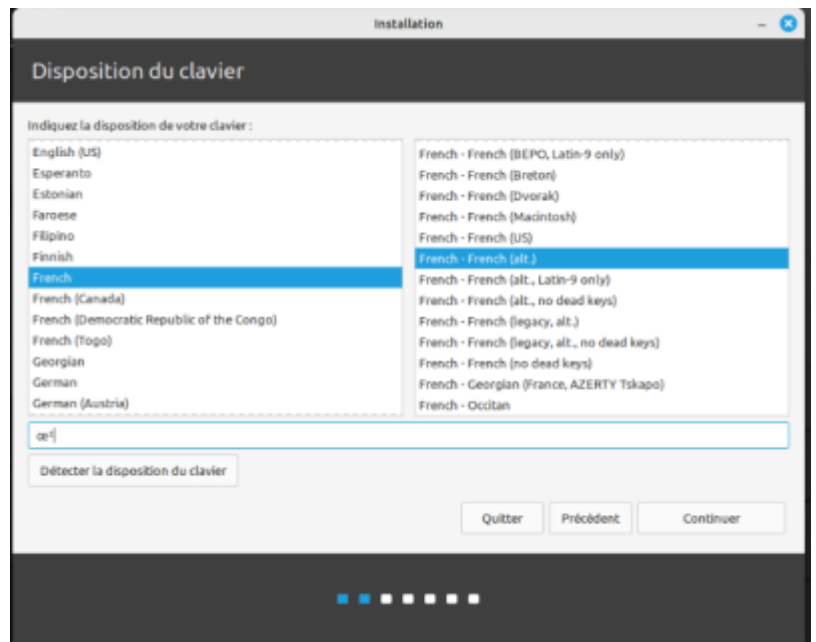 Installation
Disposition du clavier
Indiquez la disposition de votre clavier :
English (US)
Esperanto
Estonian
Faroese
Filipino
Finnish
French
French (Canada)
French (Democratic Republic of the Congo)
French (Togo)
Georgian
German
German (Austria)
French - French (BEPO, Latin-9 only)
French - French (Breton)
French - French (Dvorak)
French - French (Macintosh)
French - French (US)
French - French (alt.)
French - French (alt., Latin-9 only)
French - French (alt., no dead keys)
French - French (legacy, alt.)
French - French (legacy, alt., no dead keys)
French - French (no dead keys)
French - Georgian (France, AZERTY Tskapo)
French - Occitan
Détecter la disposition du clavier
Quitter
Précédent
Continuer